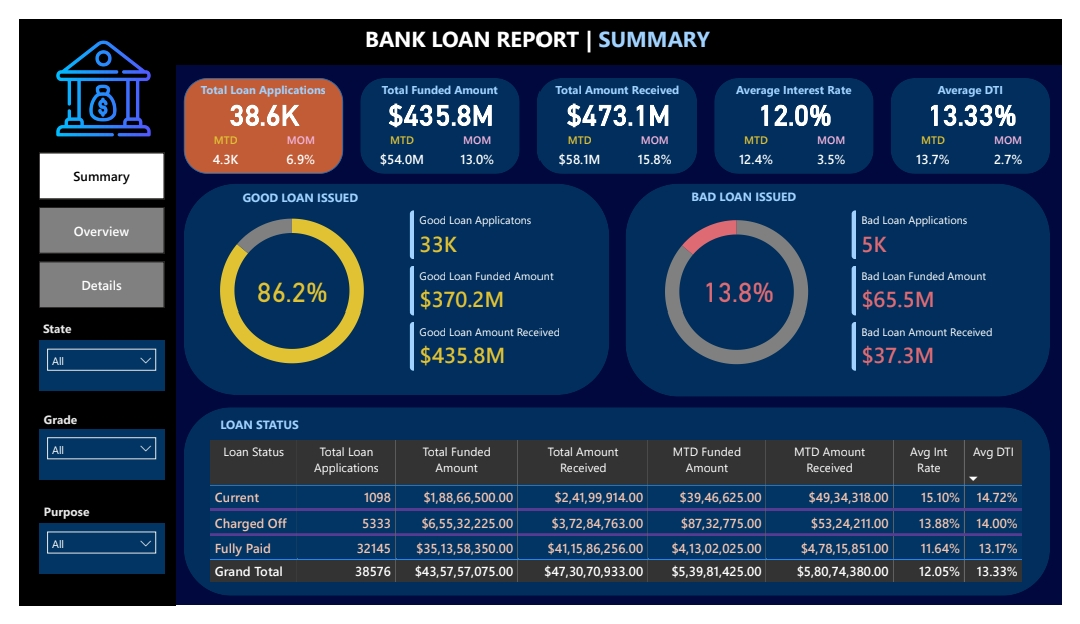 BANK LOAN REPORT | SUMMARY
$
Summary
Overview
Details
State
All
Grade
All
Purpose
All
Total Loan Applications
38.6K
MTD MOM
4.3K 6.9%
Total Funded Amount
$435.8M
MTD MOM
$54.0M 13.0%
Total Amount Received
$473.1M
MTD MOM
$58.1M 15.8%
Average Interest Rate
12.0%
MTD MOM
12.4% 3.5%
Average DTI
13.33%
MTD MOM
13.7% 2.7%
GOOD LOAN ISSUED
86.2%
Good Loan Applicatons
33K
Good Loan Funded Amount
$370.2M
Good Loan Amount Received
$435.8M
BAD LOAN ISSUED
13.8%
Bad Loan Applications
5K
Bad Loan Funded Amount
$65.5M
Bad Loan Amount Received
$37.3M
LOAN STATUS
Loan Status Total Loan Total Funded Total Amount MTD Funded MTD Amount Avg Int Avg DTI
Applications Amount Received Amount Received Rate
Current 1098 $1,88,66,500.00 $2,41,99,914.00 $39,46,625.00 $49,34,318.00 15.10% 14.72%
Charged Off 5333 $6,55,32,225.00 $3,72,84,763.00 $87,32,775.00 $53,24,211.00 13.88% 14.00%
Fully Paid 32145 $35,13,58,350.00 $41,15,86,256.00 $4,13,02,025.00 $4,78,15,851.00 11.64% 13.17%
Grand Total 38576 $43,57,57,075.00 $47,30,70,933.00 $5,39,81,425.00 $5,80,74,380.00 12.05% 13.33%